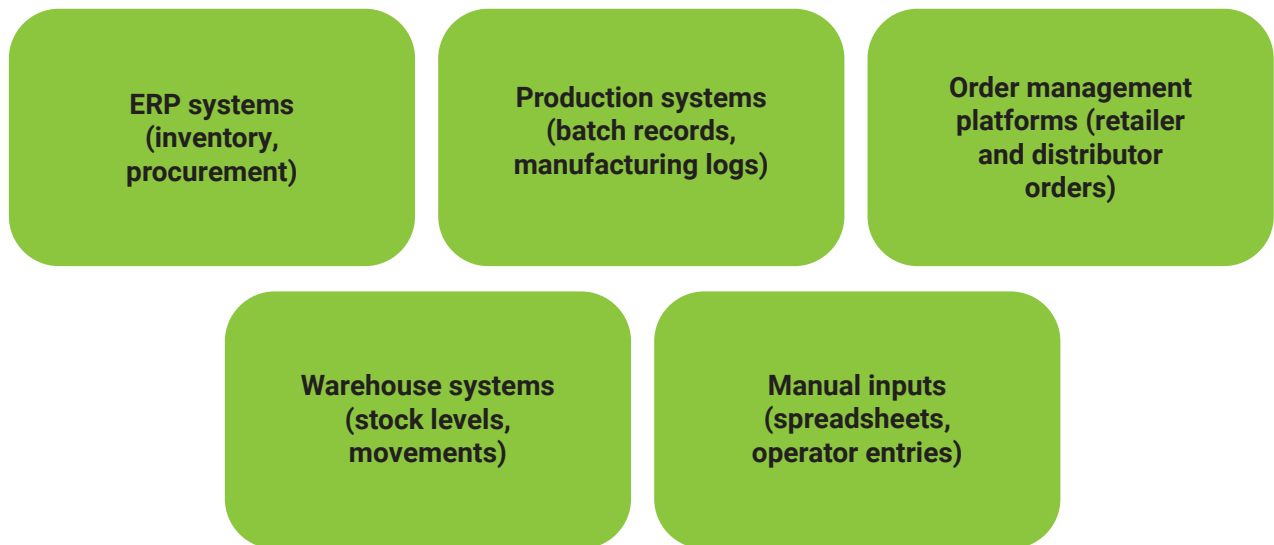 ERP systems
(inventory,
procurement)
Production systems
(batch records,
manufacturing logs)
Order management
platforms (retailer
and distributor
orders)
Warehouse systems
(stock levels,
movements)
Manual inputs
(spreadsheets,
operator entries)